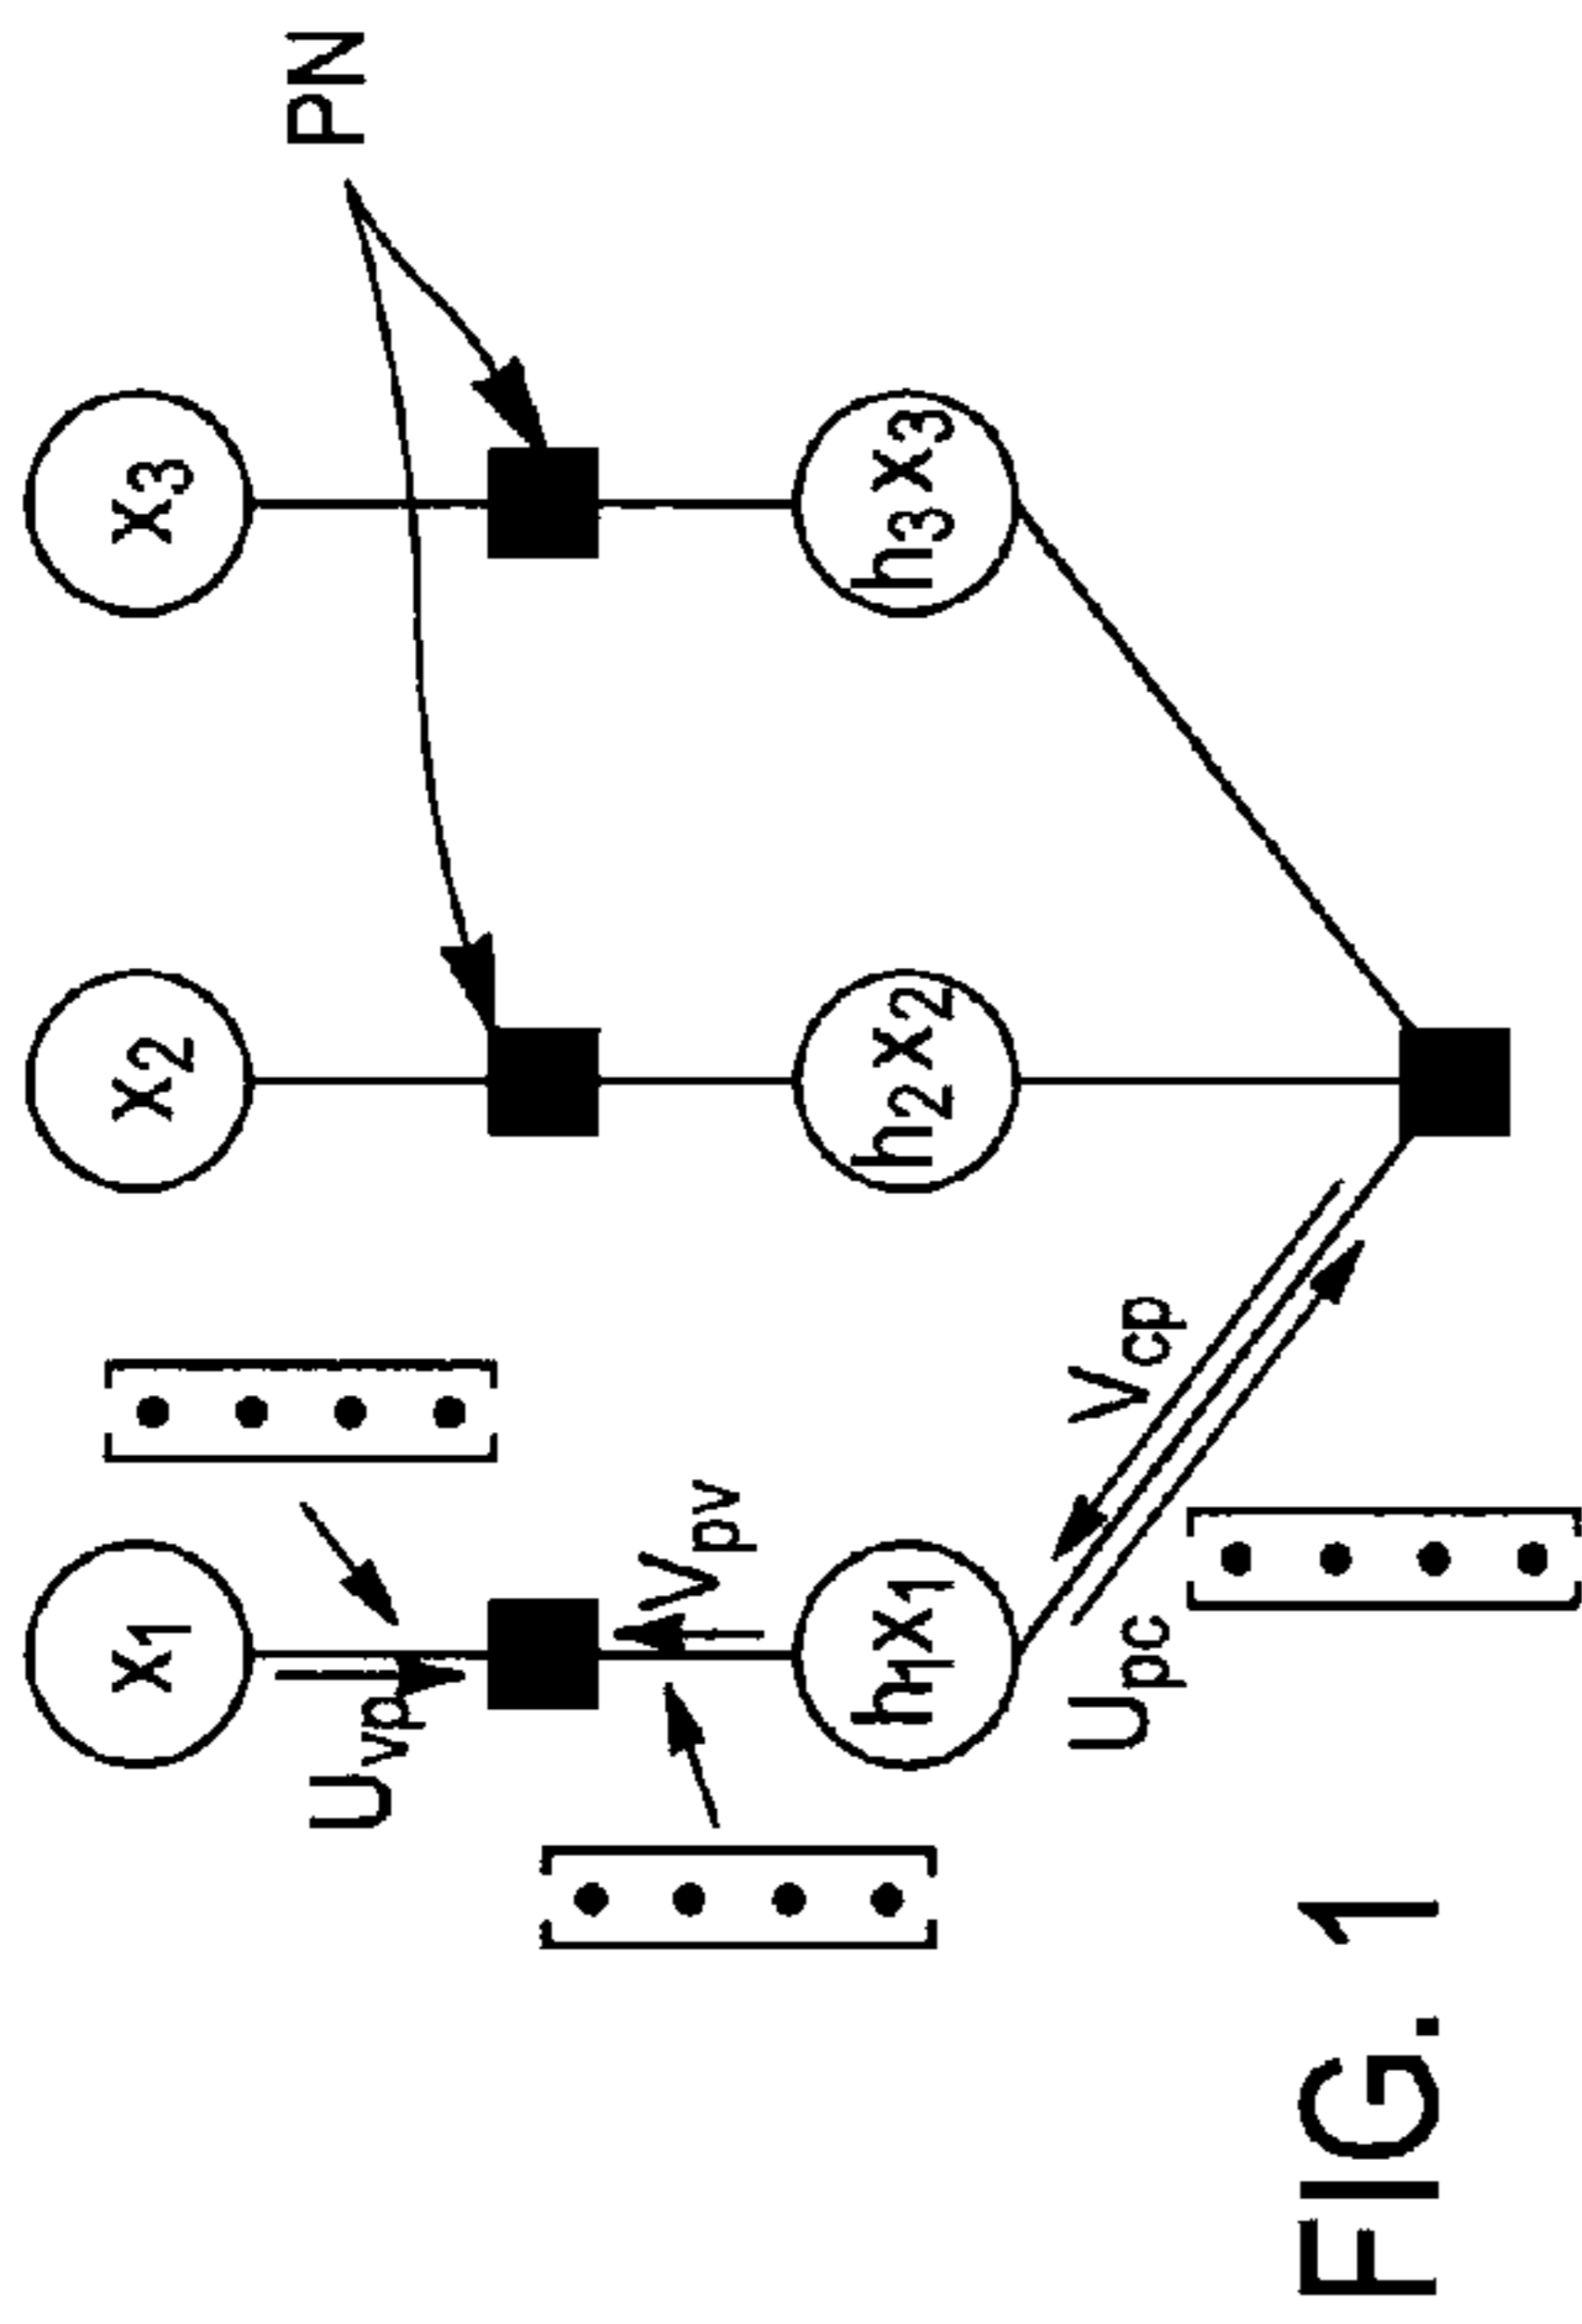 PN
x3
x2
x1
h3x3
h2x2
h1x1
Uvp
Vpv
Vcp
Upc
FIG. 1